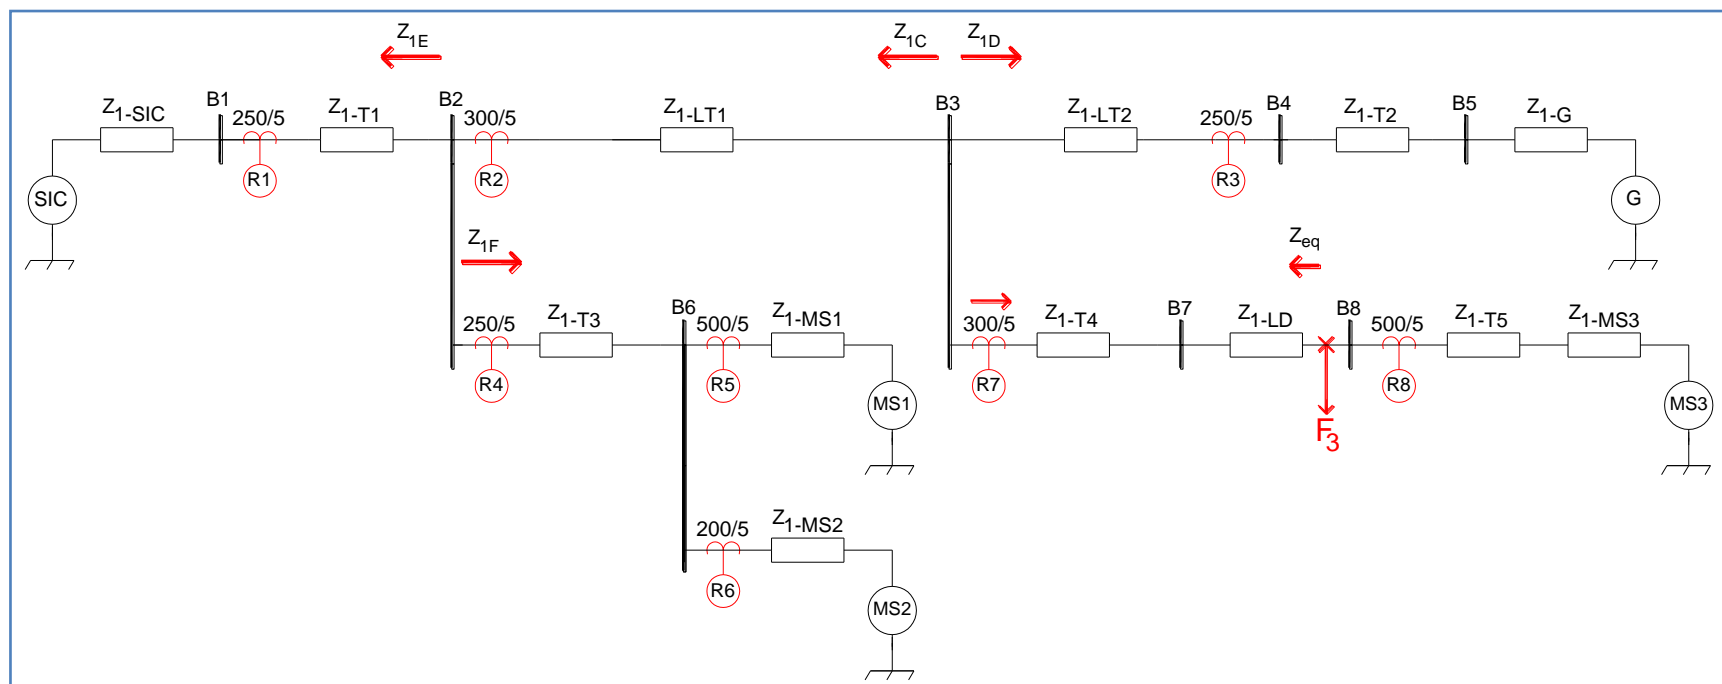 Z1E Z1C Z1D
Z1-SIC B1 250/5 Z1-T1 B2 300/5 Z1-LT1 B3 Z1-LT2 250/5 B4 Z1-T2 B5 Z1-G
R1 R2 R3
SIC G
Z1F Zeq
250/5 Z1-T3 B6 500/5 Z1-MS1 300/5 Z1-T4 B7 Z1-LD B8 500/5 Z1-T5 Z1-MS3
R4 R5 R7 R8
MS1 MS3
F3
200/5 Z1-MS2
R6
MS2